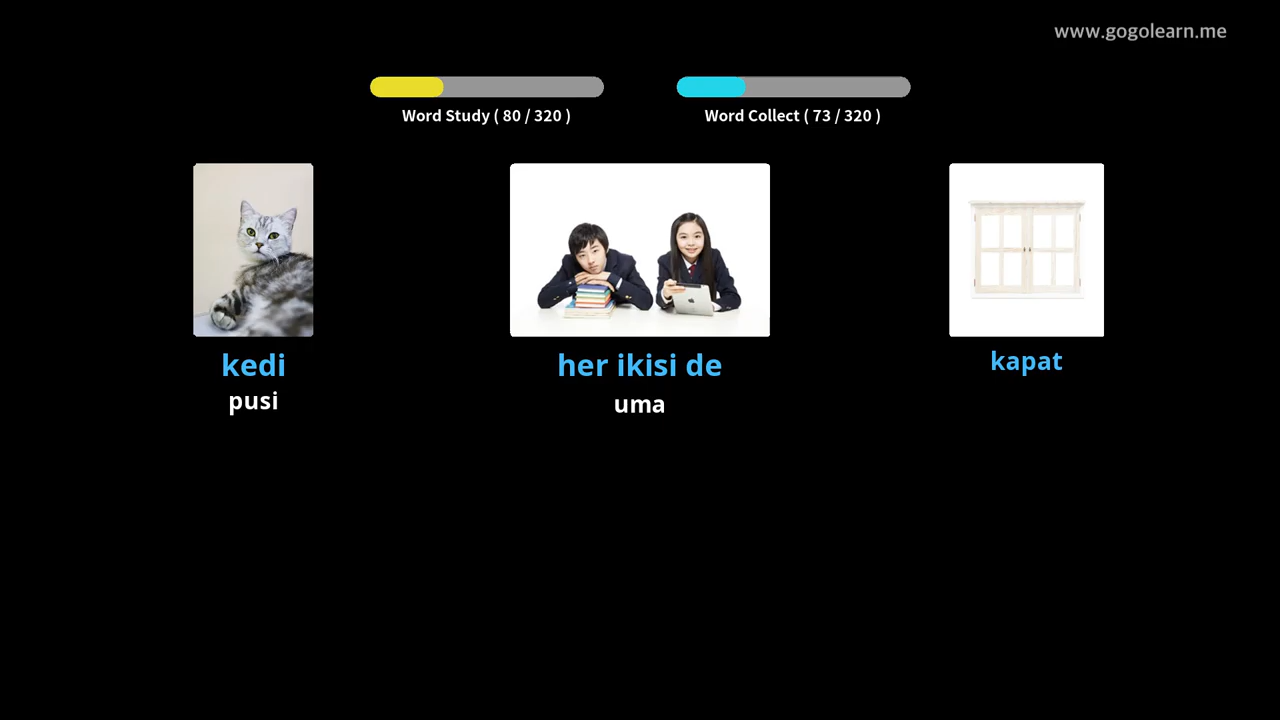 www.gogolearn.me
Word Study ( 80 / 320 )
Word Collect ( 73 / 320 )
kedi
pusi
her ikisi de
uma
kapat